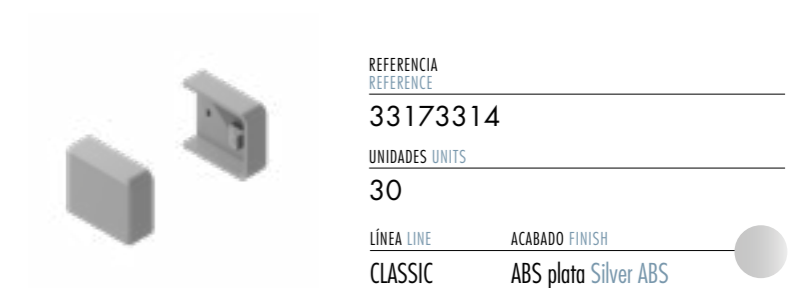 REFERENCIA
REFERENCE
33173314
UNIDADES UNITS
30
LÍNEA LINE ACABADO FINISH
CLASSIC ABS plata Silver ABS